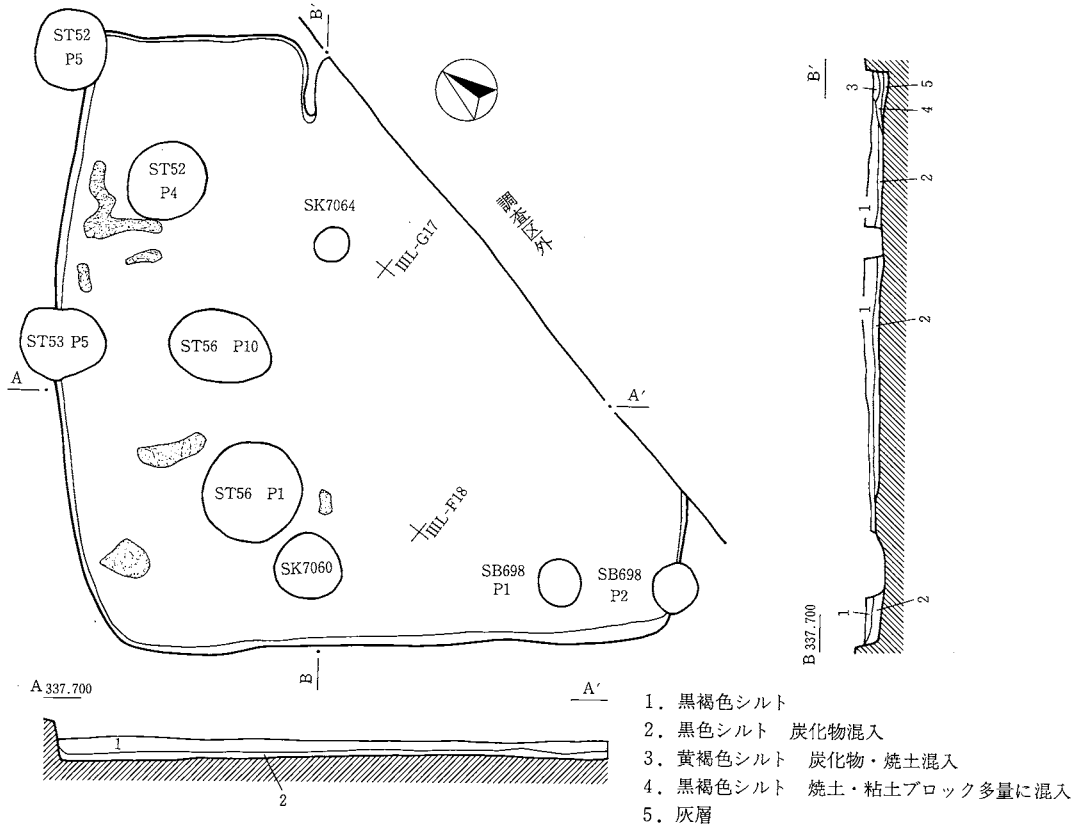 ST52
P5
B′
ST52
P4
SK7064
ⅢL-G17
調査区外
ST53 P5
ST56 P10
A
A′
ST56 P1
ⅢL-F18
SK7060
SB698
P1
SB698
P2
B
B′
3
5
4
2
1
1
2
1
2
B 337.700
A 337.700
A′
1
2
1. 黒褐色シルト
2. 黒色シルト 炭化物混入
3. 黄褐色シルト 炭化物・焼土混入
4. 黒褐色シルト 焼土・粘土ブロック多量に混入
5. 灰層